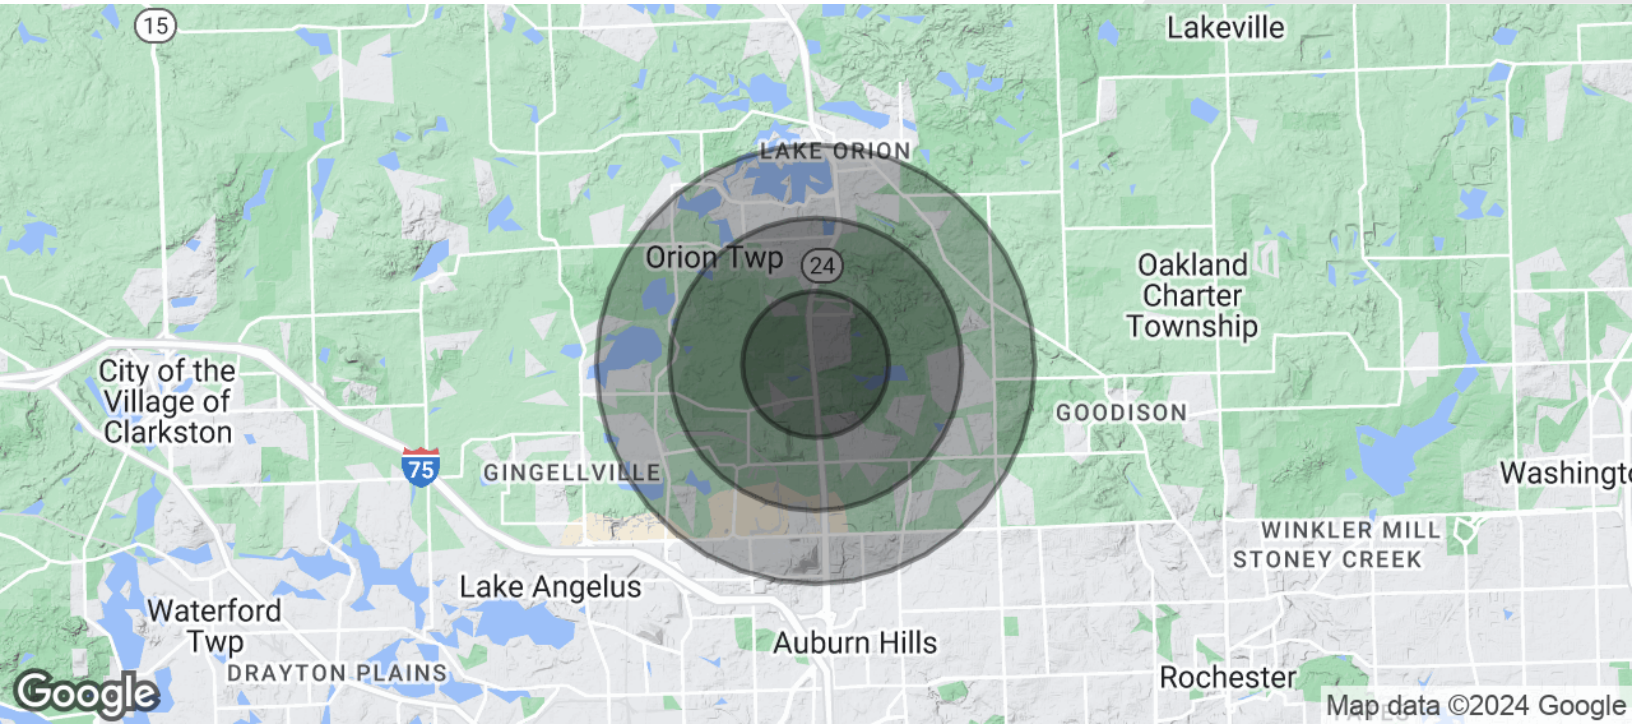 15
Lakeville
LAKE ORION
Orion Twp
24
Oakland
Charter
Township
City of the
Village of
Clarkston
GOODISON
75
GINGELLVILLE
Washingto
WINKLER MILL
STONEY CREEK
Lake Angelus
Waterford
Twp
Auburn Hills
DRAYTON PLAINS
Rochester
Google
Map data ©2024 Google